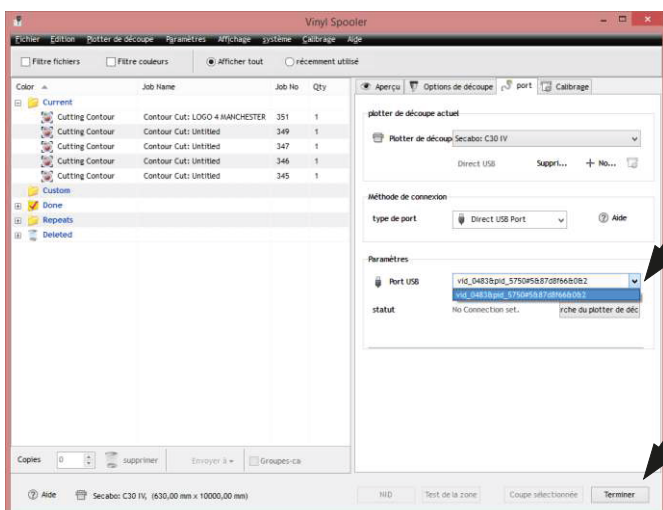 Vinyl Spooler
Fichier Edition Plotter de découpe Paramètres Affichage système Calibrage Aide
Filtre fichiers Filtre couleurs Afficher tout récemment utilisé
Color Job Name Job No Qty
Current
Cutting Contour Contour Cut: LOGO 4 MANCHESTER 351 1
Cutting Contour Contour Cut: Untitled 349 1
Cutting Contour Contour Cut: Untitled 347 1
Cutting Contour Contour Cut: Untitled 346 1
Cutting Contour Contour Cut: Untitled 345 1
Custom
Done
Repeats
Deleted
Copies 0 supprimer Envoyer à Groupes-ca
Aide Secabo: C30 IV, (630,00 mm x 10000,00 mm)
Aperçu Options de découpe port Calibrage
plotter de découpe actuel
Plotter de découp Secabo: C30 IV
Direct USB Suppri... No...
Méthode de connexion
type de port Direct USB Port Aide
Paramètres
Port USB vid_0483&pid_5750#5&87d8f66&0&2
vid_0483&pid_5750#5&87d8f66&0&2
statut No Connection set. rche du plotter de déc
NID Test de la zone Coupe sélectionnée Terminer